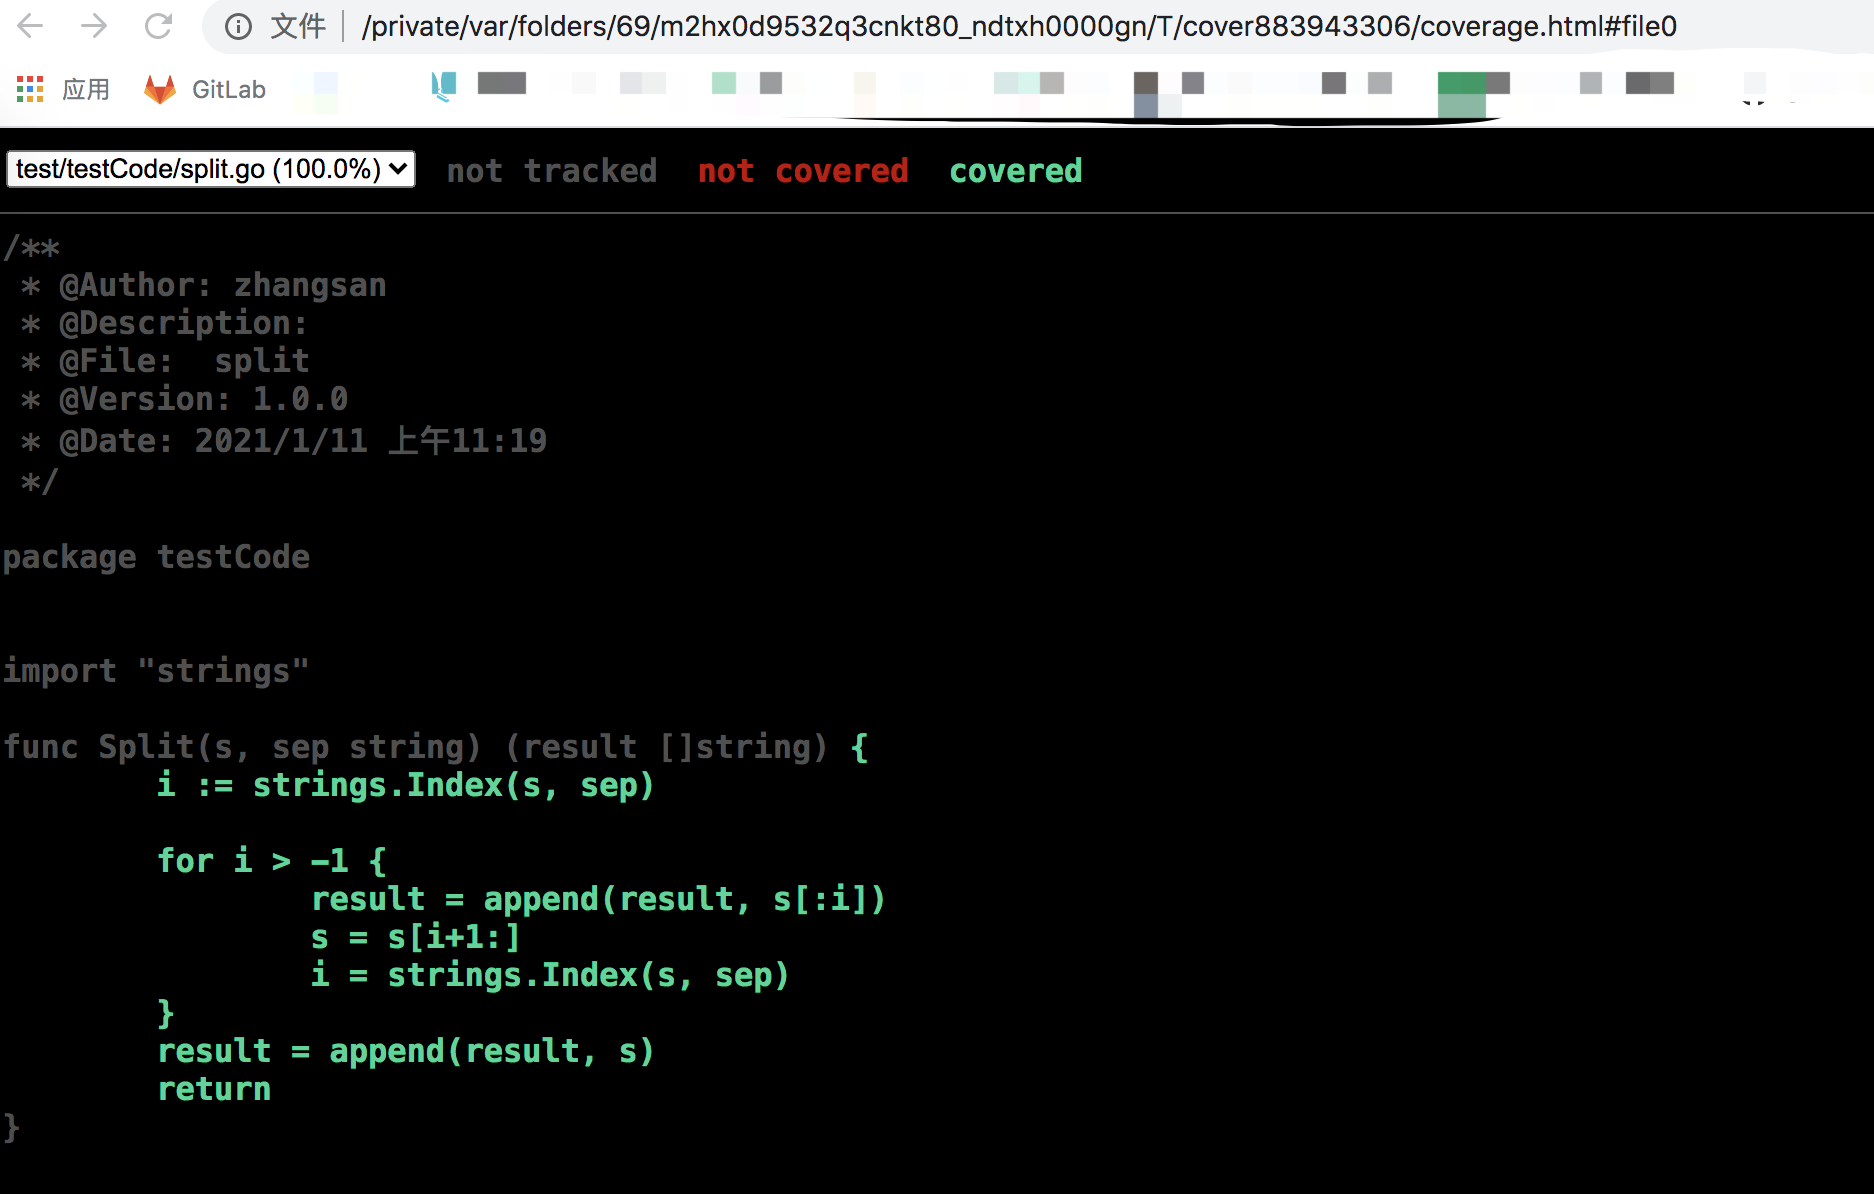 文件 /private/var/folders/69/m2hx0d9532q3cnkt80_ndtxh0000gn/T/cover883943306/coverage.html#file0
应用 GitLab
test/testCode/split.go (100.0%) not tracked not covered covered
/**
 * @Author: zhangsan
 * @Description:
 * @File:  split
 * @Version: 1.0.0
 * @Date: 2021/1/11 上午11:19
 */
package testCode
import "strings"
func Split(s, sep string) (result []string) {
        i := strings.Index(s, sep)
        for i > -1 {
                result = append(result, s[:i])
                s = s[i+1:]
                i = strings.Index(s, sep)
        }
        result = append(result, s)
        return
}